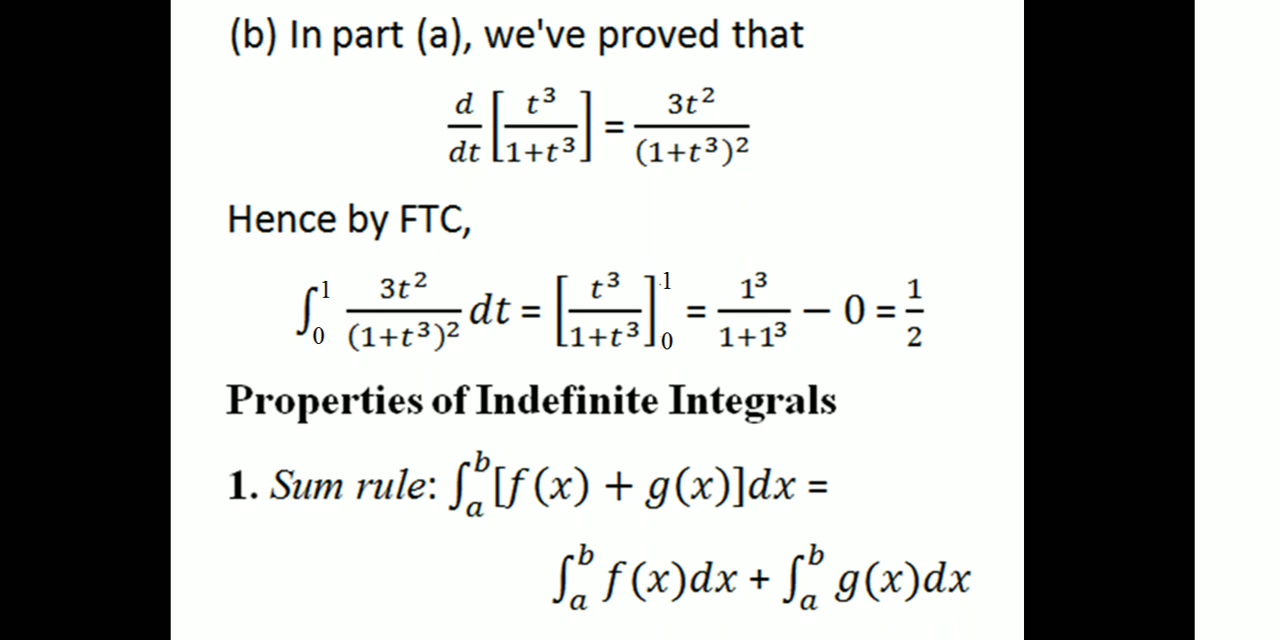 (b) In part (a), we've proved that
d/dt [t³/(1+t³)] = 3t²/(1+t³)²
Hence by FTC,
∫₀¹ 3t²/(1+t³)² dt = [t³/(1+t³)]₀¹ = 1³/(1+1³) − 0 = 1/2
Properties of Indefinite Integrals
1. Sum rule: ∫ₐᵇ[f(x) + g(x)]dx =
∫ₐᵇ f(x)dx + ∫ₐᵇ g(x)dx